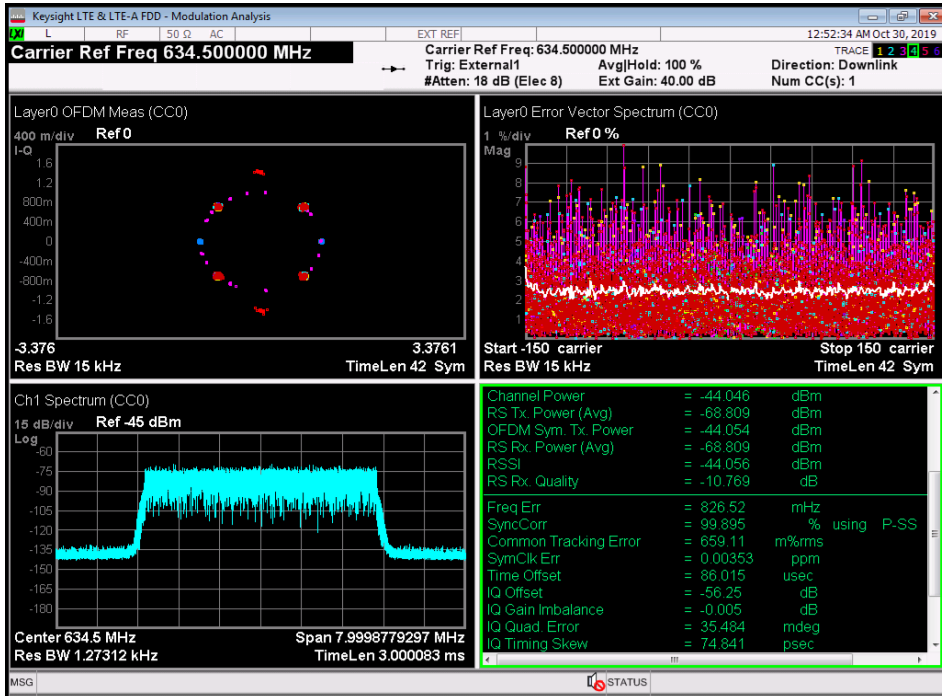 Keysight LTE & LTE-A FDD - Modulation Analysis
LXI L RF 50 Ω AC EXT REF 12:52:34 AM Oct 30, 2019
Carrier Ref Freq 634.500000 MHz
Carrier Ref Freq: 634.500000 MHz
Trig: External1 Avg|Hold: 100 %
#Atten: 18 dB (Elec 8) Ext Gain: 40.00 dB
TRACE 1 2 3 4 5 6
Direction: Downlink
Num CC(s): 1
Layer0 OFDM Meas (CC0)
400 m/div Ref 0
I-Q
1.6
1.2
800m
400m
0
-400m
-800m
-1.2
-1.6
-3.376 3.3761
Res BW 15 kHz TimeLen 42 Sym
Layer0 Error Vector Spectrum (CC0)
1 %/div Ref 0 %
Mag
9
8
7
6
5
4
3
2
1
Start -150 carrier Stop 150 carrier
Res BW 15 kHz TimeLen 42 Sym
Ch1 Spectrum (CC0)
15 dB/div Ref -45 dBm
Log
-60
-75
-90
-105
-120
-135
-150
-165
-180
Center 634.5 MHz Span 7.9998779297 MHz
Res BW 1.27312 kHz TimeLen 3.000083 ms
Channel Power = -44.046 dBm
RS Tx. Power (Avg) = -68.809 dBm
OFDM Sym. Tx. Power = -44.054 dBm
RS Rx. Power (Avg) = -68.809 dBm
RSSI = -44.056 dBm
RS Rx. Quality = -10.769 dB
Freq Err = 826.52 mHz
SyncCorr = 99.895 % using P-SS
Common Tracking Error = 659.11 m%rms
SymClk Err = 0.00353 ppm
Time Offset = 86.015 usec
IQ Offset = -56.25 dB
IQ Gain Imbalance = -0.005 dB
IQ Quad. Error = 35.484 mdeg
IQ Timing Skew = 74.841 psec
MSG STATUS